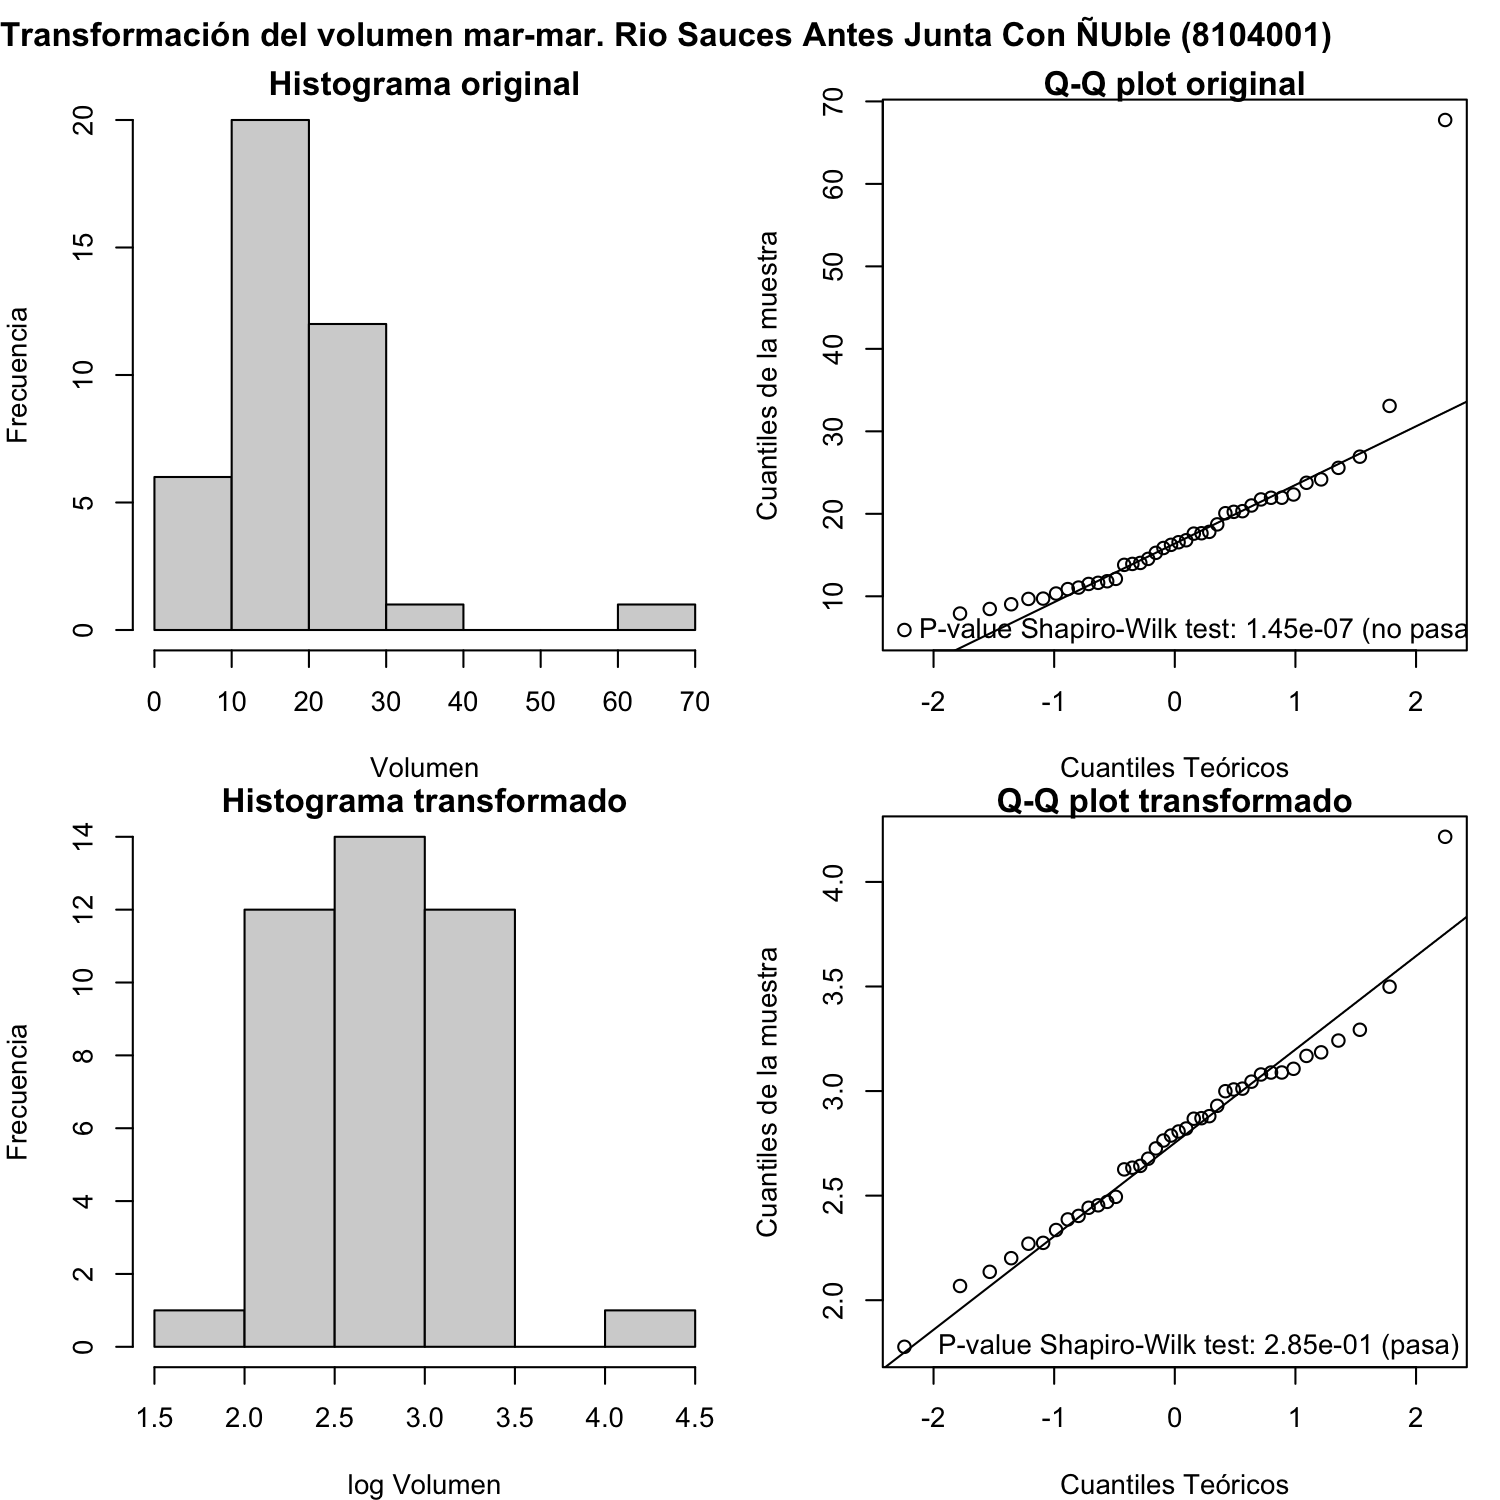 Transformación del volumen mar-mar. Rio Sauces Antes Junta Con ÑUble (8104001)
Histograma original
Frecuencia
20
15
10
5
0
0 10 20 30 40 50 60 70
Volumen
Q-Q plot original
Cuantiles de la muestra
70
60
50
40
30
20
10
P-value Shapiro-Wilk test: 1.45e-07 (no pasa
-2 -1 0 1 2
Cuantiles Teóricos
Histograma transformado
Frecuencia
14
12
10
8
6
4
2
0
1.5 2.0 2.5 3.0 3.5 4.0 4.5
log Volumen
Q-Q plot transformado
Cuantiles de la muestra
4.0
3.5
3.0
2.5
2.0
P-value Shapiro-Wilk test: 2.85e-01 (pasa)
-2 -1 0 1 2
Cuantiles Teóricos